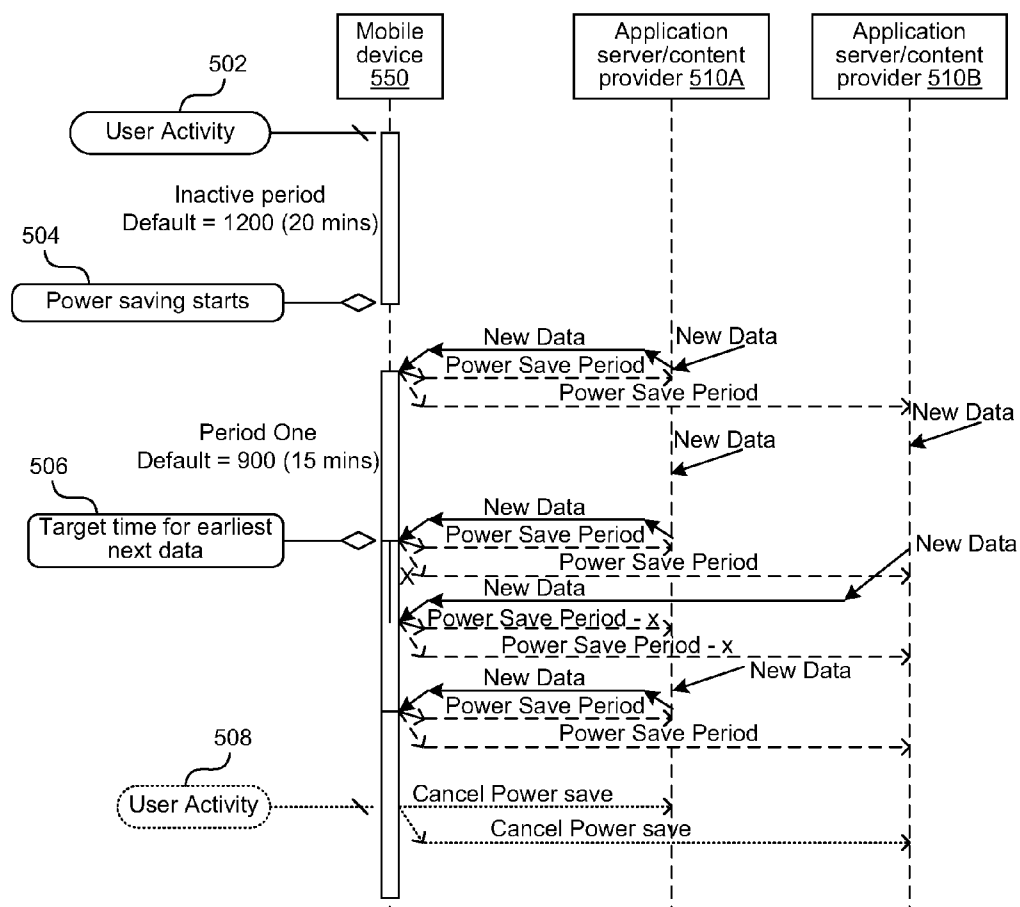 Mobile
device
550
Application
server/content
provider 510A
Application
server/content
provider 510B
502
User Activity
Inactive period
Default = 1200 (20 mins)
504
Power saving starts
New Data
New Data
Power Save Period
Power Save Period
New Data
Period One
Default = 900 (15 mins)
New Data
506
Target time for earliest
next data
New Data
Power Save Period
New Data
Power Save Period
X
New Data
Power Save Period - x
Power Save Period - x
New Data
New Data
Power Save Period
Power Save Period
508
User Activity
Cancel Power save
Cancel Power save